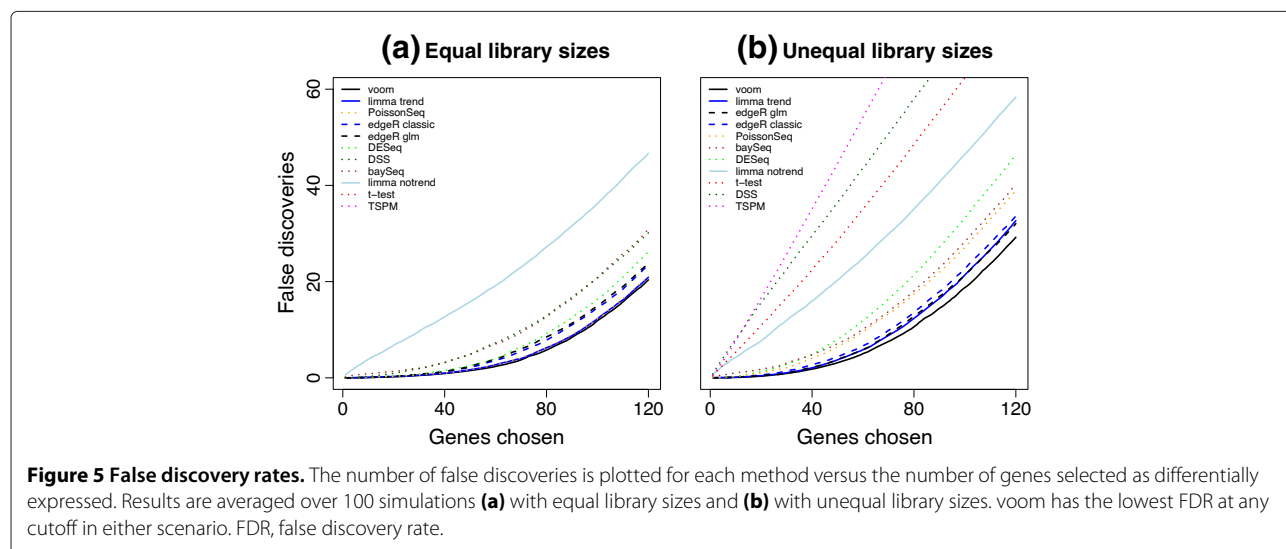 (a) Equal library sizes
60
40
20
0
False discoveries
voom
limma trend
PoissonSeq
edgeR classic
edgeR glm
DESeq
DSS
baySeq
limma notrend
t-test
TSPM
0 40 80 120
Genes chosen
(b) Unequal library sizes
voom
limma trend
edgeR glm
edgeR classic
PoissonSeq
baySeq
DESeq
limma notrend
t-test
DSS
TSPM
0 40 80 120
Genes chosen
Figure 5 False discovery rates. The number of false discoveries is plotted for each method versus the number of genes selected as differentially
expressed. Results are averaged over 100 simulations (a) with equal library sizes and (b) with unequal library sizes. voom has the lowest FDR at any
cutoff in either scenario. FDR, false discovery rate.